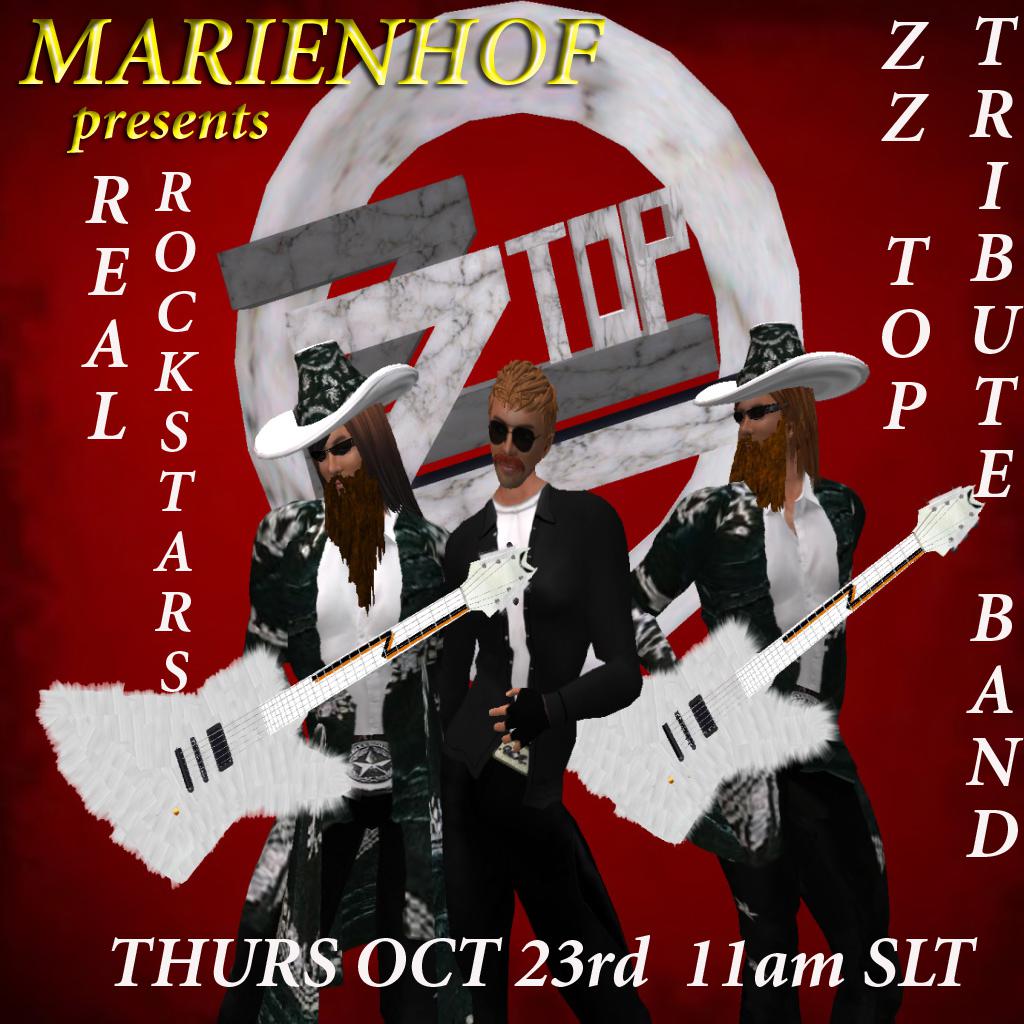 MARIENHOF
presents
REAL
ROCKSTARS
ZZ TOP
ZZ TOP
TRIBUTE BAND
THURS OCT 23rd 11am SLT